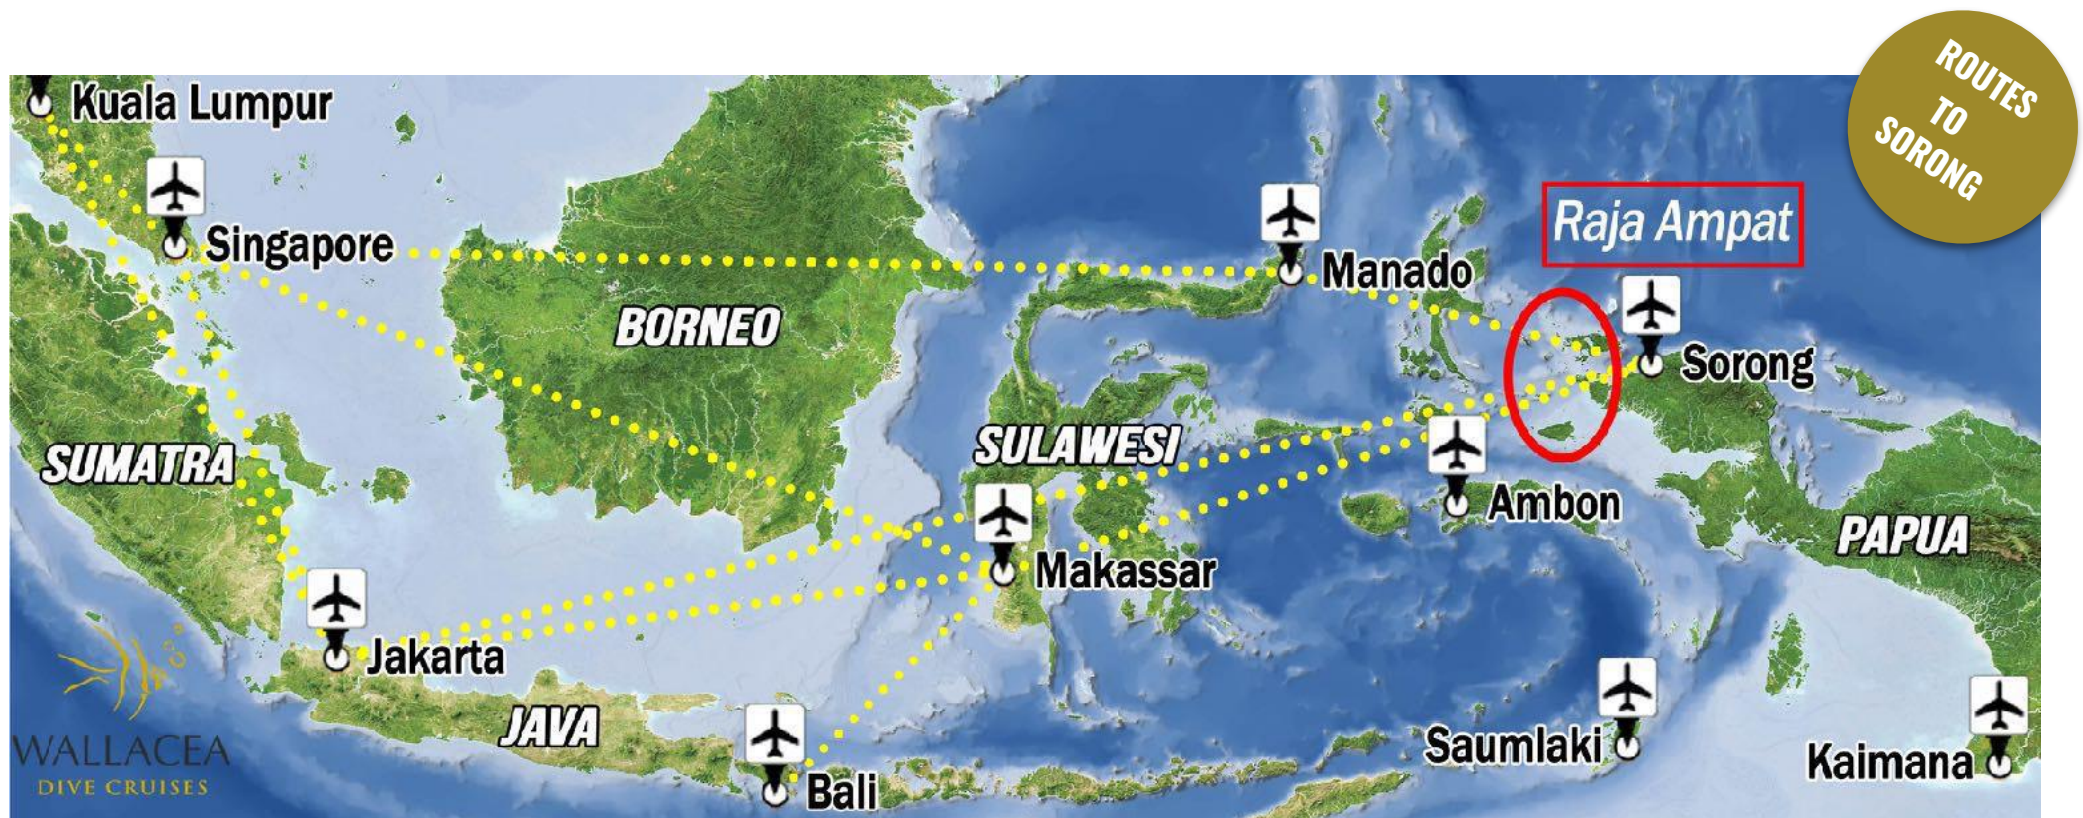 ROUTES
TO
SORONG
Kuala Lumpur
Singapore
Raja Ampat
Manado
BORNEO
Sorong
SULAWESI
SUMATRA
Ambon
PAPUA
Makassar
Jakarta
JAVA
Saumlaki
Kaimana
Bali
WALLACEA
DIVE CRUISES